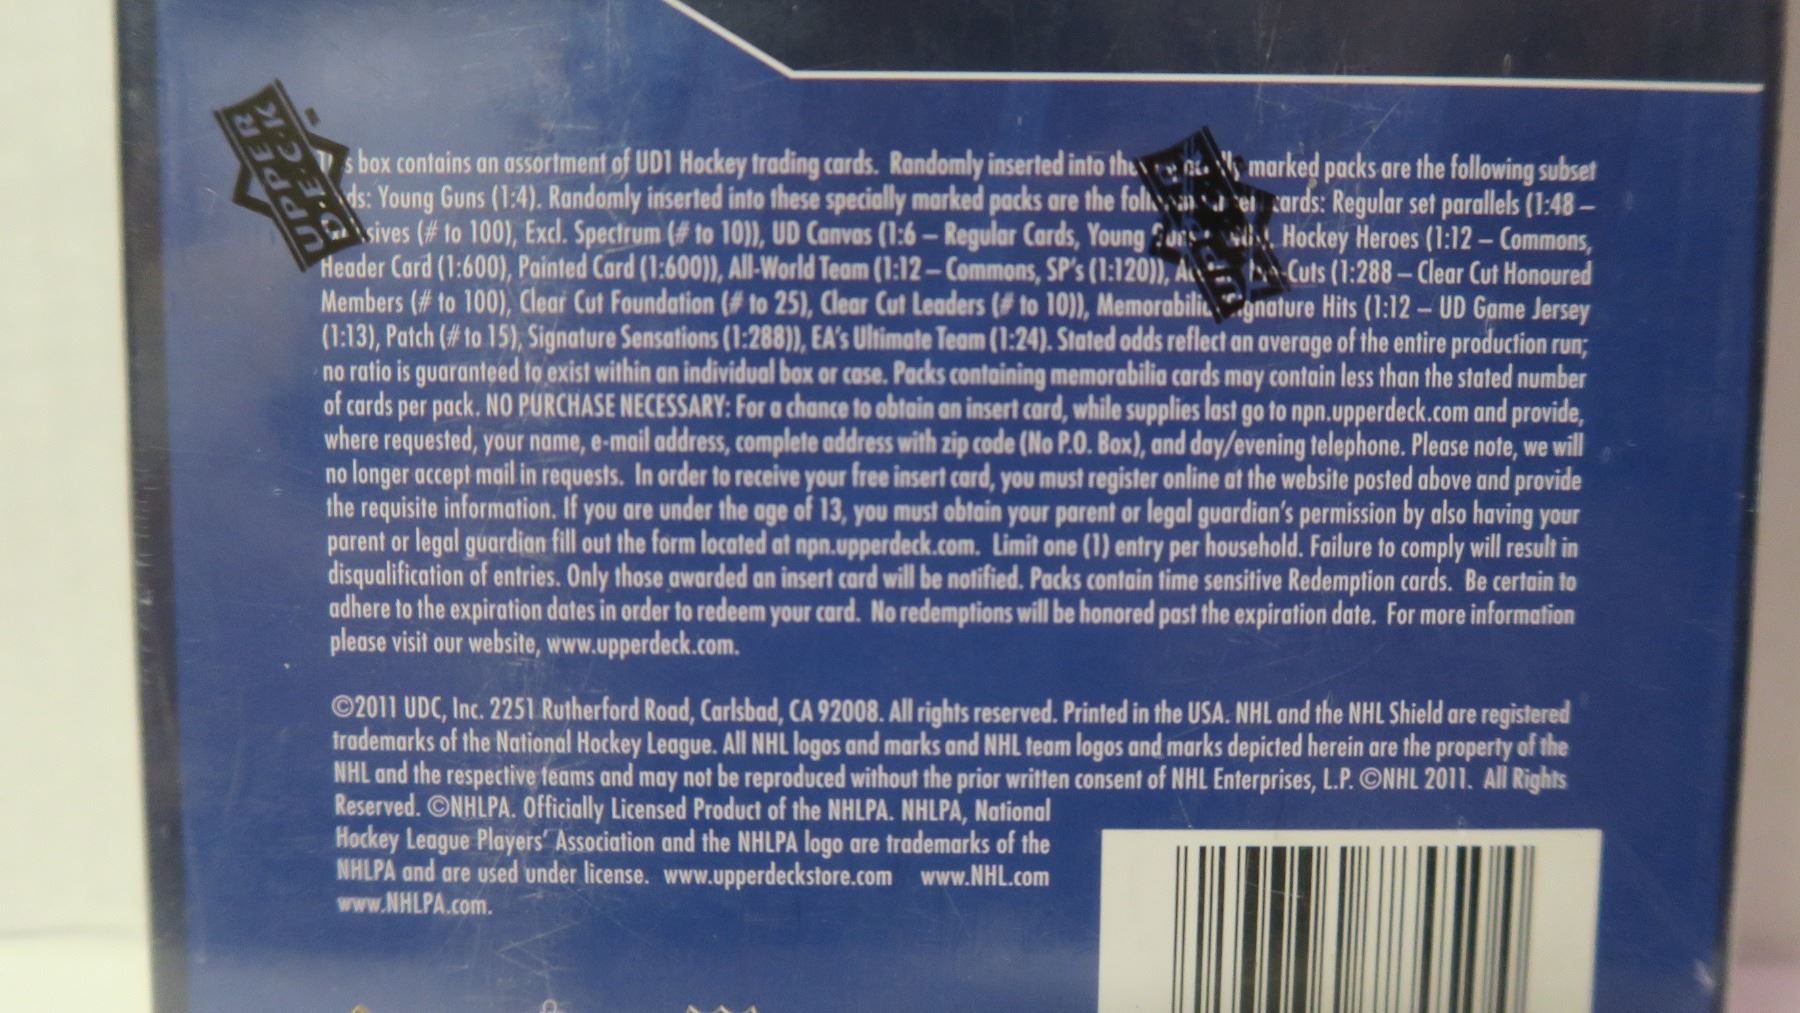 UPPER DECK
s box contains an assortment of UD1 Hockey trading cards. Randomly inserted into the marked packs are the following subset
ds: Young Guns (1:4). Randomly inserted into these specially marked packs are the cards: Regular set parallels (1:48 –
sives (# to 100), Excl. Spectrum (# to 10)), UD Canvas (1:6 – Regular Cards, Young Hockey Heroes (1:12 – Commons,
Header Card (1:600), Painted Card (1:600)), All-World Team (1:12 – Commons, SP's (1:120)), Cuts (1:288 – Clear Cut Honoured
Members (# to 100), Clear Cut Foundation (# to 25), Clear Cut Leaders (# to 10)), Hits (1:12 – UD Game Jersey
(1:13), Patch (# to 15), Signature Sensations (1:288)), EA's Ultimate Team (1:24). Stated odds reflect an average of the entire production run;
no ratio is guaranteed to exist within an individual box or case. Packs containing memorabilia cards may contain less than the stated number
of cards per pack. NO PURCHASE NECESSARY: For a chance to obtain an insert card, while supplies last go to npn.upperdeck.com and provide,
where requested, your name, e-mail address, complete address with zip code (No P.O. Box), and day/evening telephone. Please note, we will
no longer accept mail in requests. In order to receive your free insert card, you must register online at the website posted above and provide
the requisite information. If you are under the age of 13, you must obtain your parent or legal guardian's permission by also having your
parent or legal guardian fill out the form located at npn.upperdeck.com. Limit one (1) entry per household. Failure to comply will result in
disqualification of entries. Only those awarded an insert card will be notified. Packs contain time sensitive Redemption cards. Be certain to
adhere to the expiration dates in order to redeem your card. No redemptions will be honored past the expiration date. For more information
please visit our website, www.upperdeck.com.
©2011 UDC, Inc. 2251 Rutherford Road, Carlsbad, CA 92008. All rights reserved. Printed in the USA. NHL and the NHL Shield are registered
trademarks of the National Hockey League. All NHL logos and marks and NHL team logos and marks depicted herein are the property of the
NHL and the respective teams and may not be reproduced without the prior written consent of NHL Enterprises, L.P. ©NHL 2011. All Rights
Reserved. ©NHLPA. Officially Licensed Product of the NHLPA. NHLPA, National
Hockey League Players' Association and the NHLPA logo are trademarks of the
NHLPA and are used under license. www.upperdeckstore.com www.NHL.com
www.NHLPA.com.